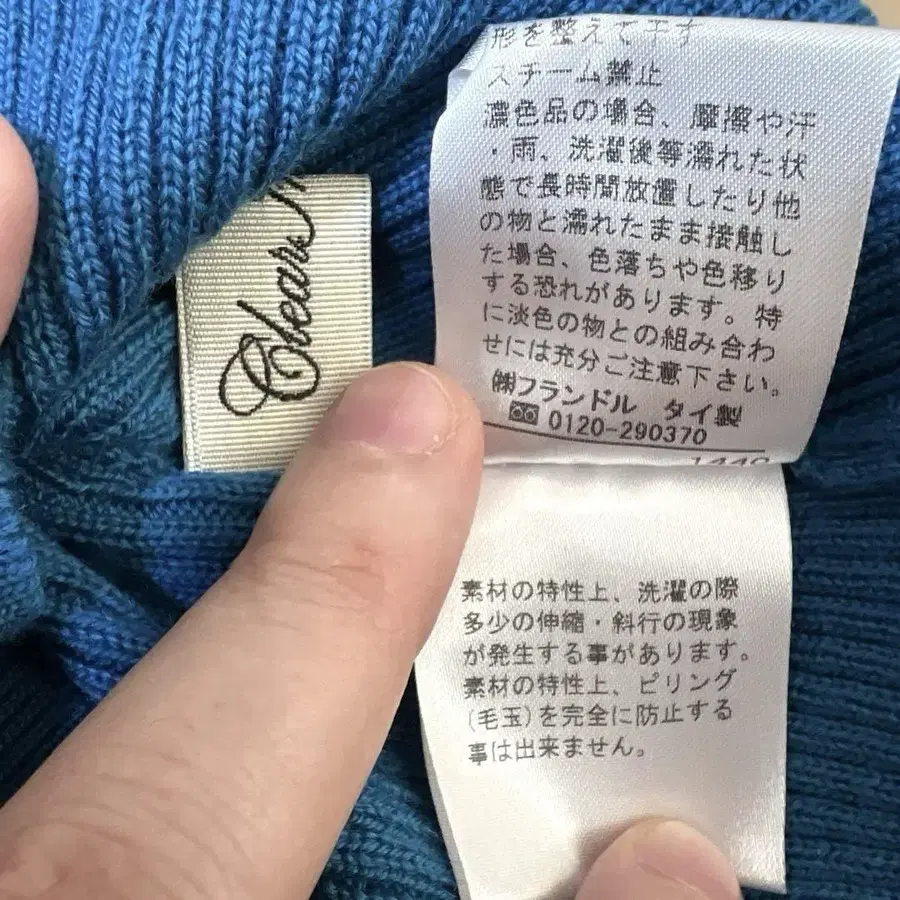 形を整えて干す
スチーム禁止
濃色品の場合、摩擦や汗
・雨、洗濯後等濡れた状
態で長時間放置したり他
の物と濡れたまま接触し
た場合、色落ちや色移り
する恐れがあります。特
に淡色の物との組み合わ
せには充分ご注意下さい。
㈱フランドル タイ製
0120-290370
Clear
素材の特性上、洗濯の際
多少の伸縮・斜行の現象
が発生する事があります。
素材の特性上、ピリング
(毛玉)を完全に防止する
事は出来ません。